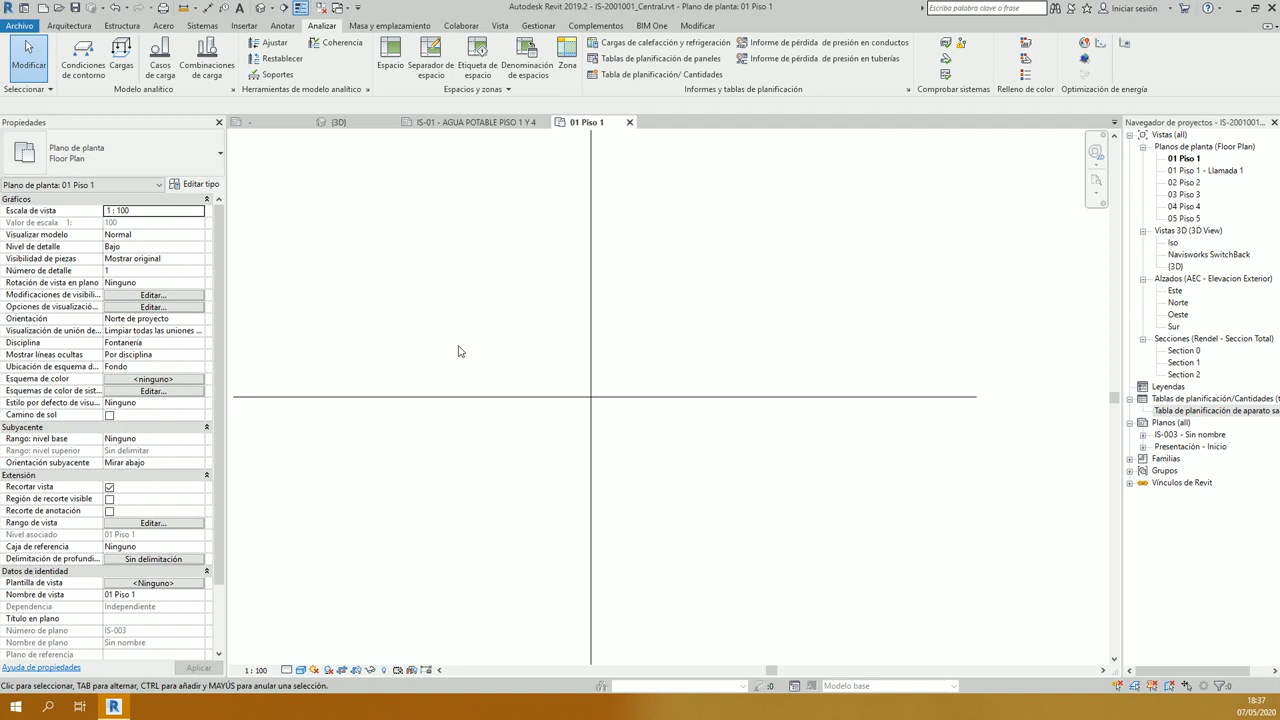 Autodesk Revit 2019.2 - IS-2001001_Central.rvt - Plano de planta: 01 Piso 1
Escriba palabra clave o frase
Iniciar sesión
Archivo Arquitectura Estructura Acero Sistemas Insertar Anotar Analizar Masa y emplazamiento Colaborar Vista Gestionar Complementos BIM One Modificar
Modificar
Condiciones de contorno
Cargas
Casos de carga
Combinaciones de carga
Ajustar
Restablecer
Soportes
Coherencia
Espacio
Separador de espacio
Etiqueta de espacio
Denominación de espacios
Zona
Cargas de calefacción y refrigeración
Tablas de planificación de paneles
Tabla de planificación/ Cantidades
Informe de pérdida de presión en conductos
Informe de pérdida de presión en tuberías
Seleccionar
Modelo analítico
Herramientas de modelo analítico
Espacios y zonas
Informes y tablas de planificación
Comprobar sistemas
Relleno de color
Optimización de energía
Propiedades
- {3D} IS-01 - AGUA POTABLE PISO 1 Y 4 01 Piso 1
Plano de planta
Floor Plan
Plano de planta: 01 Piso 1
Editar tipo
Gráficos
Escala de vista 1 : 100
Valor de escala 1: 100
Visualizar modelo Normal
Nivel de detalle Bajo
Visibilidad de piezas Mostrar original
Número de detalle 1
Rotación de vista en plano Ninguno
Modificaciones de visibili... Editar...
Opciones de visualizació... Editar...
Orientación Norte de proyecto
Visualización de unión de... Limpiar todas las uniones ...
Disciplina Fontanería
Mostrar líneas ocultas Por disciplina
Ubicación de esquema d... Fondo
Esquema de color <ninguno>
Esquemas de color de sist... Editar...
Estilo por defecto de visu... Ninguno
Camino de sol
Subyacente
Rango: nivel base Ninguno
Rango: nivel superior Sin delimitar
Orientación subyacente Mirar abajo
Extensión
Recortar vista
Región de recorte visible
Recorte de anotación
Rango de vista Editar...
Nivel asociado 01 Piso 1
Caja de referencia Ninguno
Delimitación de profundi... Sin delimitación
Datos de identidad
Plantilla de vista <Ninguno>
Nombre de vista 01 Piso 1
Dependencia Independiente
Título en plano
Número de plano IS-003
Nombre de plano Sin nombre
Plano de referencia
Ayuda de propiedades
Aplicar
Navegador de proyectos - IS-2001001...
Vistas (all)
Planos de planta (Floor Plan)
01 Piso 1
01 Piso 1 - Llamada 1
02 Piso 2
03 Piso 3
04 Piso 4
05 Piso 5
Vistas 3D (3D View)
Iso
Navisworks SwitchBack
{3D}
Alzados (AEC - Elevacion Exterior)
Este
Norte
Oeste
Sur
Secciones (Rendel - Seccion Total)
Section 0
Section 1
Section 2
Leyendas
Tablas de planificación/Cantidades (t
Tabla de planificación de aparato sa
Planos (all)
IS-003 - Sin nombre
Presentación - Inicio
Familias
Grupos
Vínculos de Revit
1 : 100
Clic para seleccionar, TAB para alternar, CTRL para añadir y MAYÚS para anular una selección.
:0
Modelo base
:0
18:37
07/05/2020